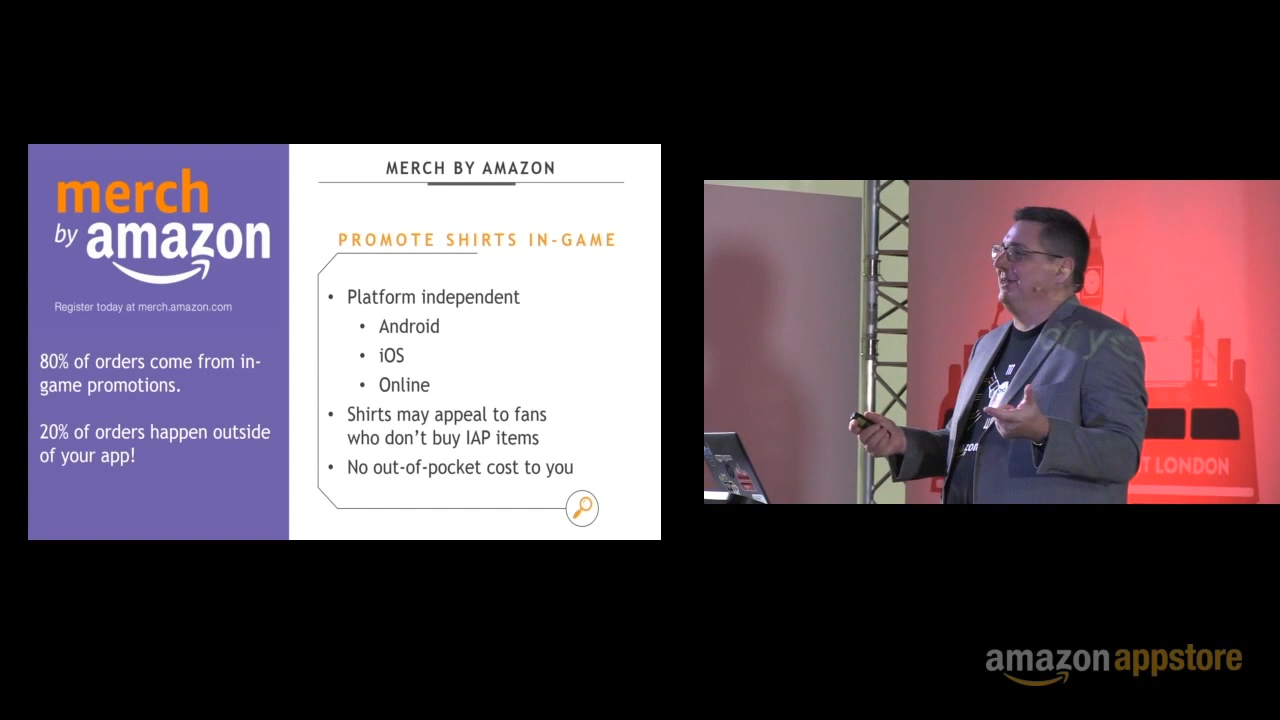 merch
by amazon
Register today at merch.amazon.com
80% of orders come from in-
game promotions.
20% of orders happen outside
of your app!
MERCH BY AMAZON
PROMOTE SHIRTS IN-GAME
• Platform independent
• Android
• iOS
• Online
• Shirts may appeal to fans
who don't buy IAP items
• No out-of-pocket cost to you
LONDON
amazon appstore